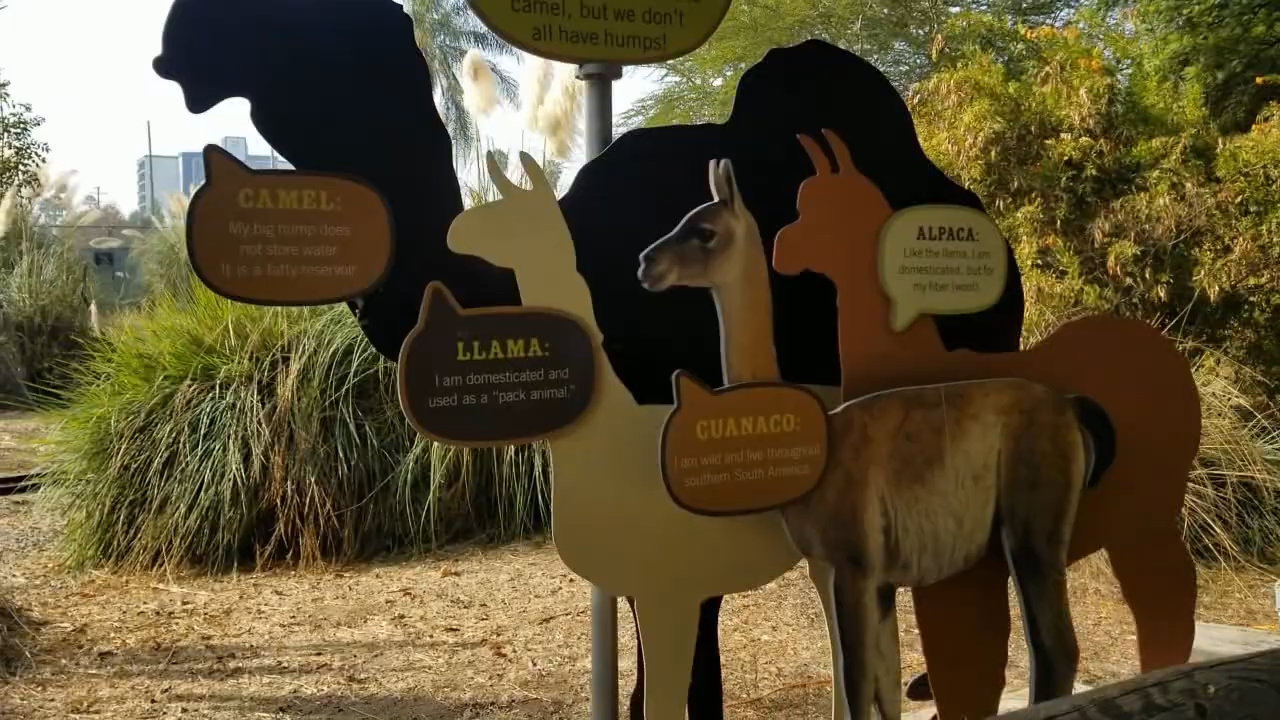 camel, but we don't
all have humps!
CAMEL:
My big hump does
not store water.
It is a fatty reservoir.
LLAMA:
I am domesticated and
used as a "pack animal."
GUANACO:
I am wild and live throughout
southern South America.
ALPACA:
Like the llama, I am
domesticated, but for
my fiber (wool).